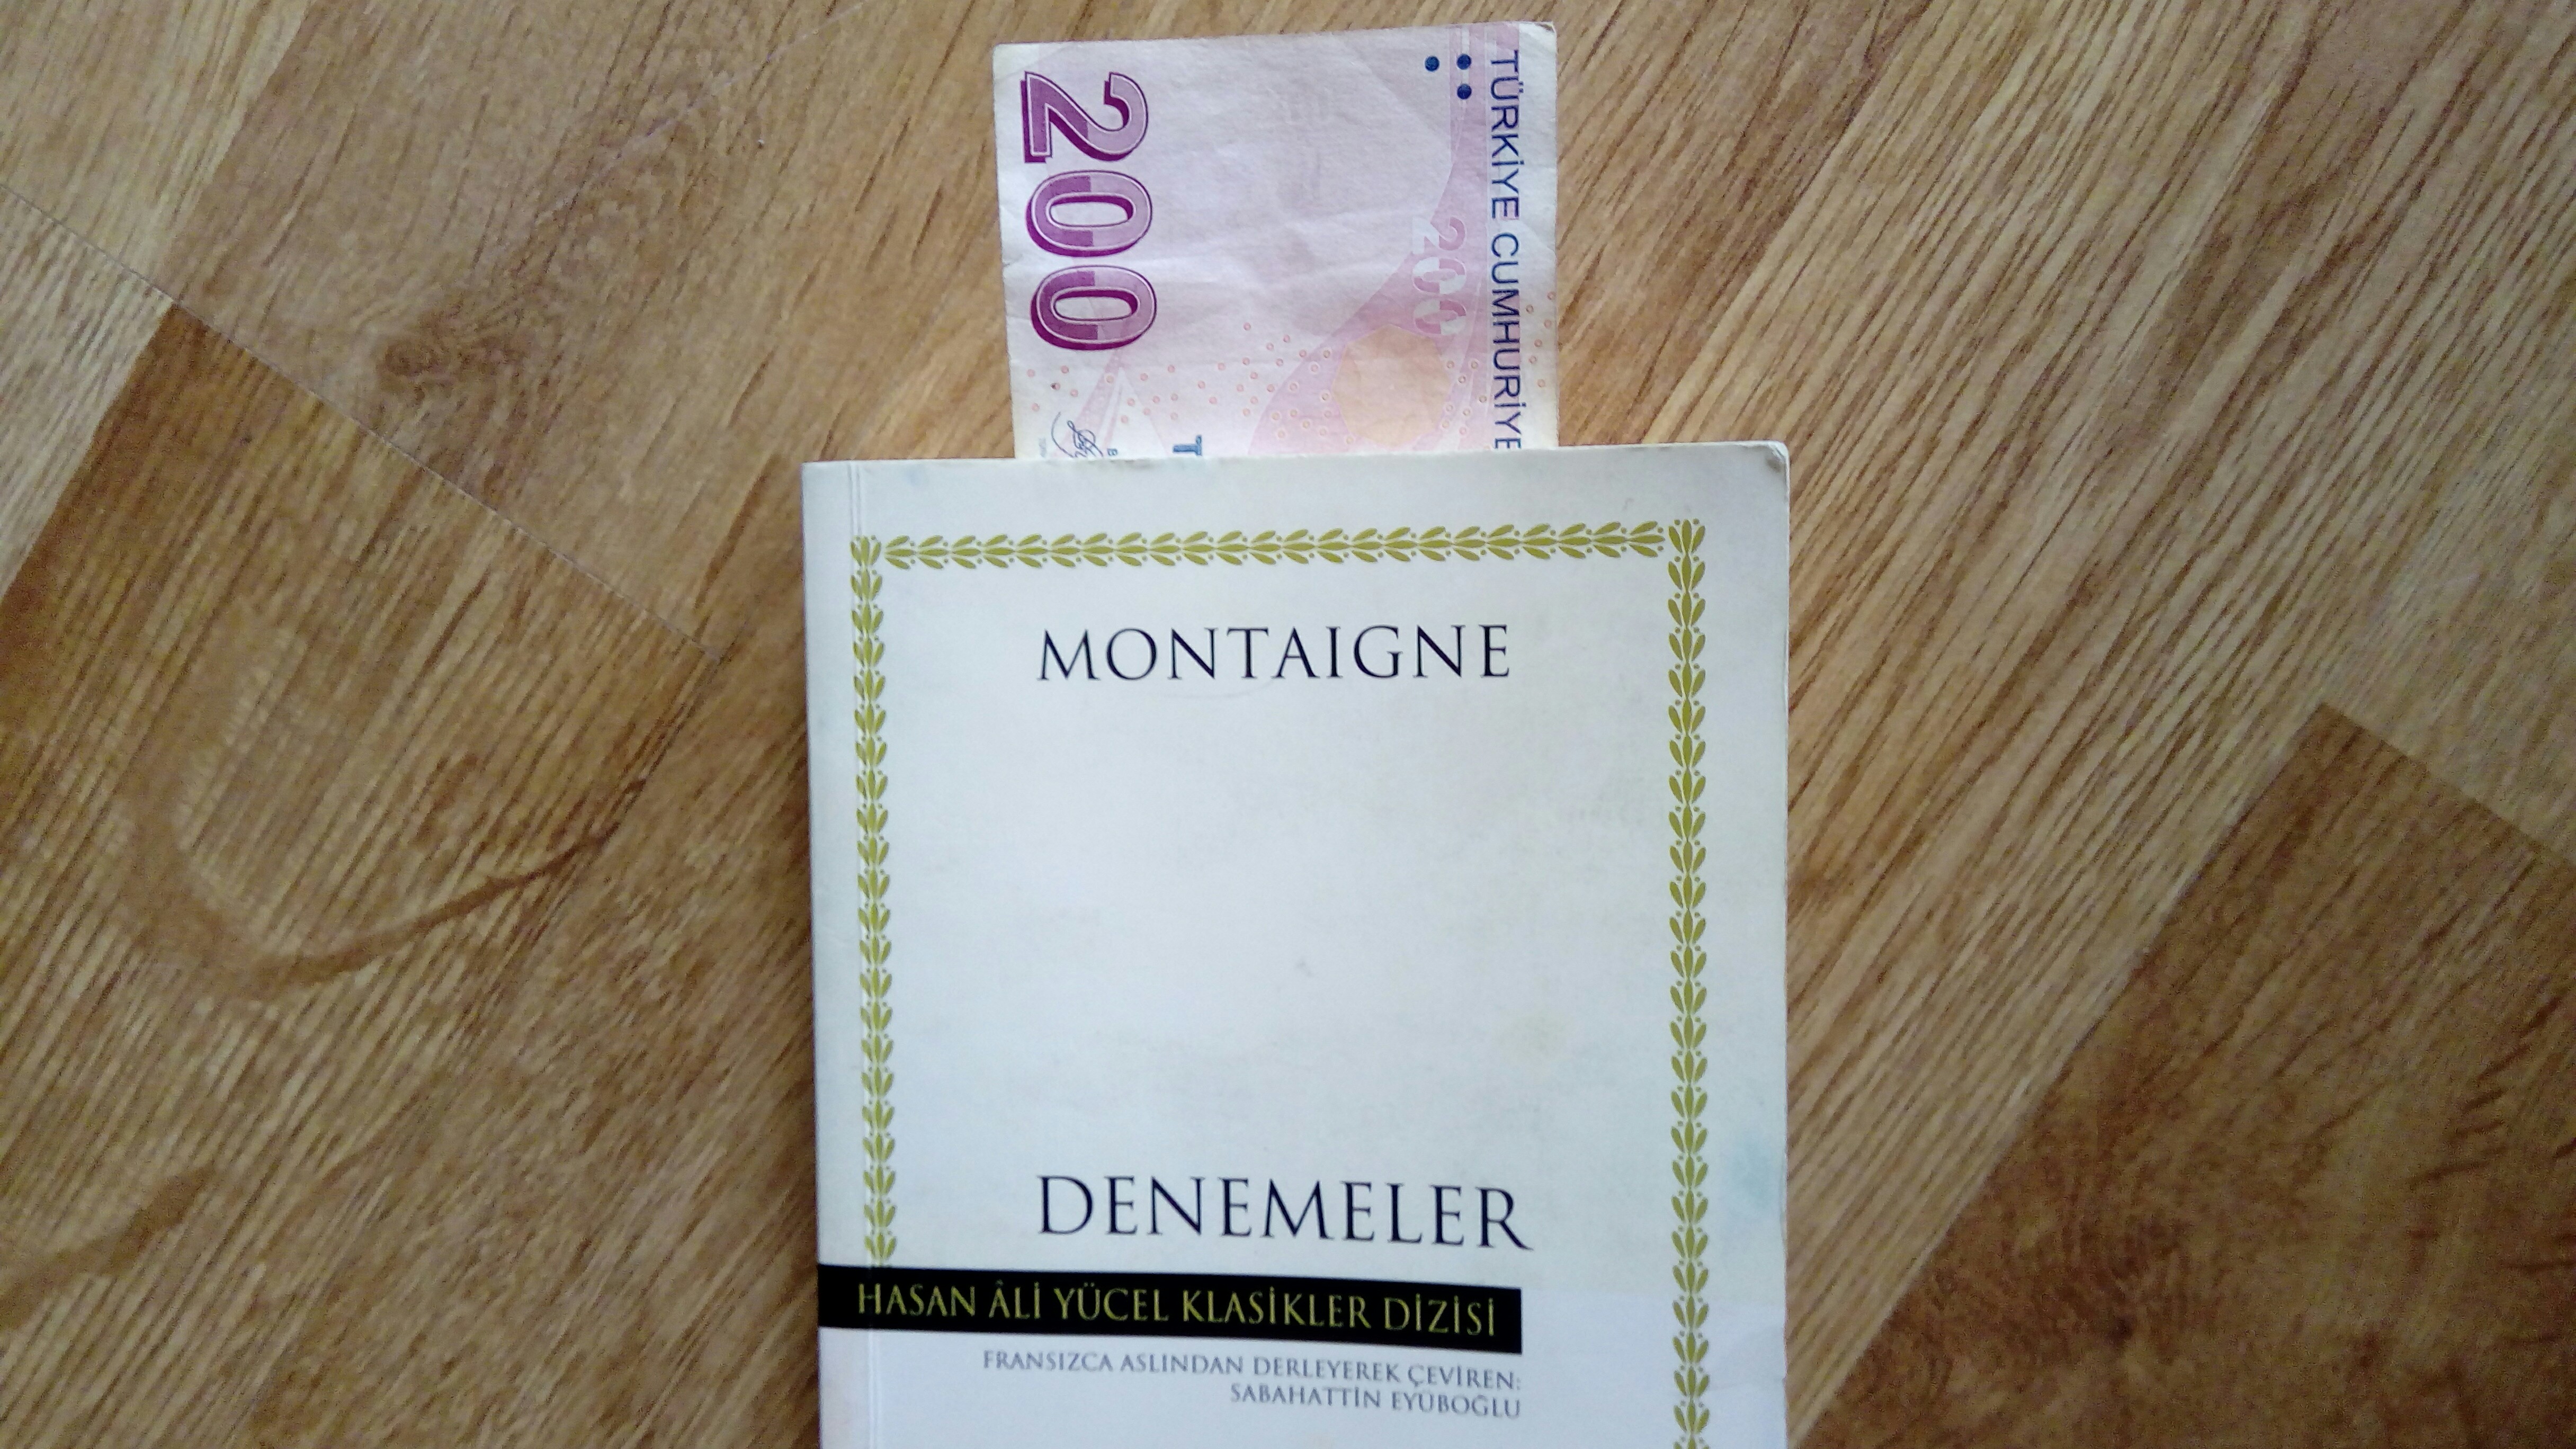 200
TÜRKİYE CUMHURİYE
200
T
MONTAIGNE
DENEMELER
HASAN ÂLİ YÜCEL KLASİKLER DİZİSİ
FRANSIZCA ASLINDAN DERLEYEREK ÇEVİREN:
SABAHATTİN EYÜBOĞLU